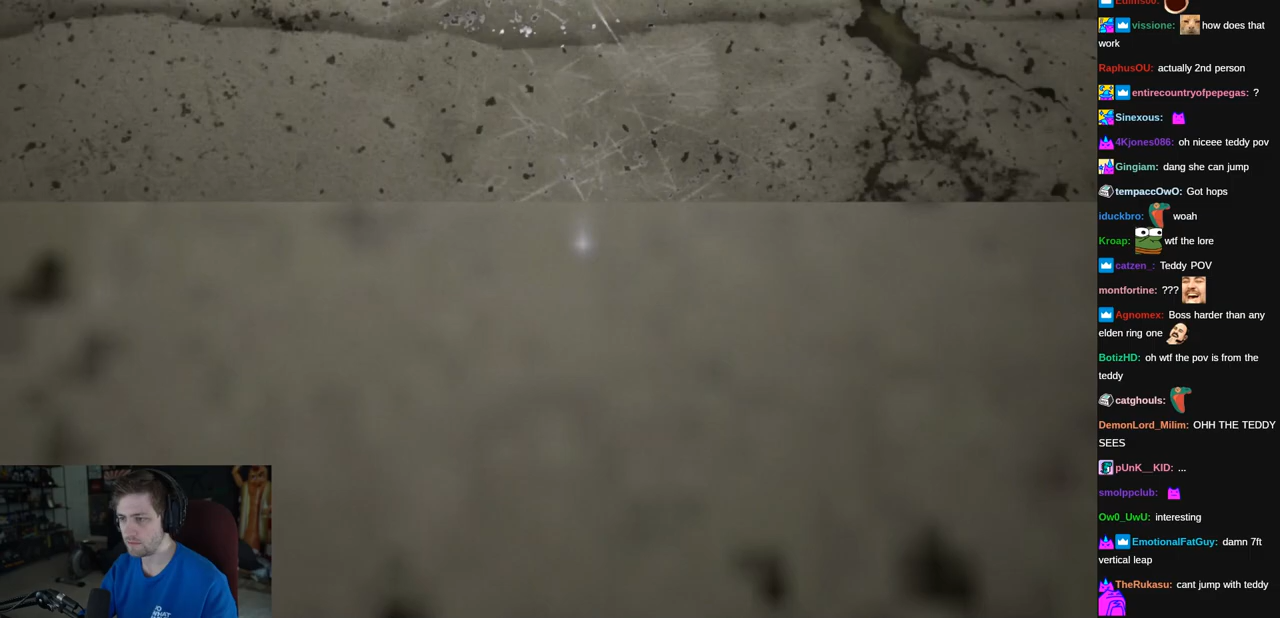 Edifis00:
vissione: how does that
work
RaphusOU: actually 2nd person
entirecountryofpepegas: ?
Sinexous:
4Kjones086: oh niceee teddy pov
Gingiam: dang she can jump
tempaccOwO: Got hops
iduckbro: woah
Kroap: wtf the lore
catzen_: Teddy POV
montfortine: ???
Agnomex: Boss harder than any
elden ring one
BotizHD: oh wtf the pov is from the
teddy
catghouls:
DemonLord_Milim: OHH THE TEDDY
SEES
pUnK__KID: ...
smolppclub:
Ow0_UwU: interesting
EmotionalFatGuy: damn 7ft
vertical leap
TheRukasu: cant jump with teddy
WHAT